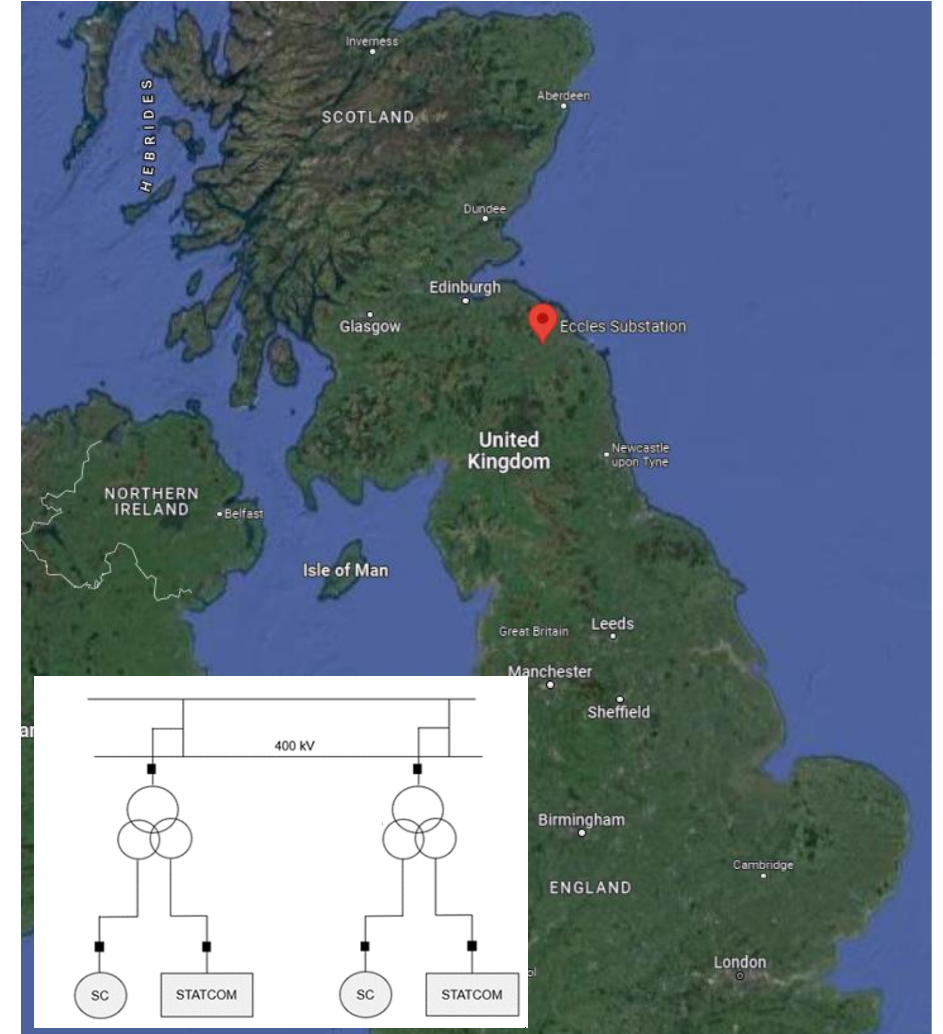 Inverness
Aberdeen
HEBRIDES
SCOTLAND
Dundee
Edinburgh
Glasgow
Eccles Substation
United
Kingdom
Newcastle
upon Tyne
NORTHERN
IRELAND
Belfast
Isle of Man
Great Britain
Leeds
Manchester
Sheffield
400 kV
Birmingham
Cambridge
ENGLAND
London
SC
STATCOM
SC
STATCOM